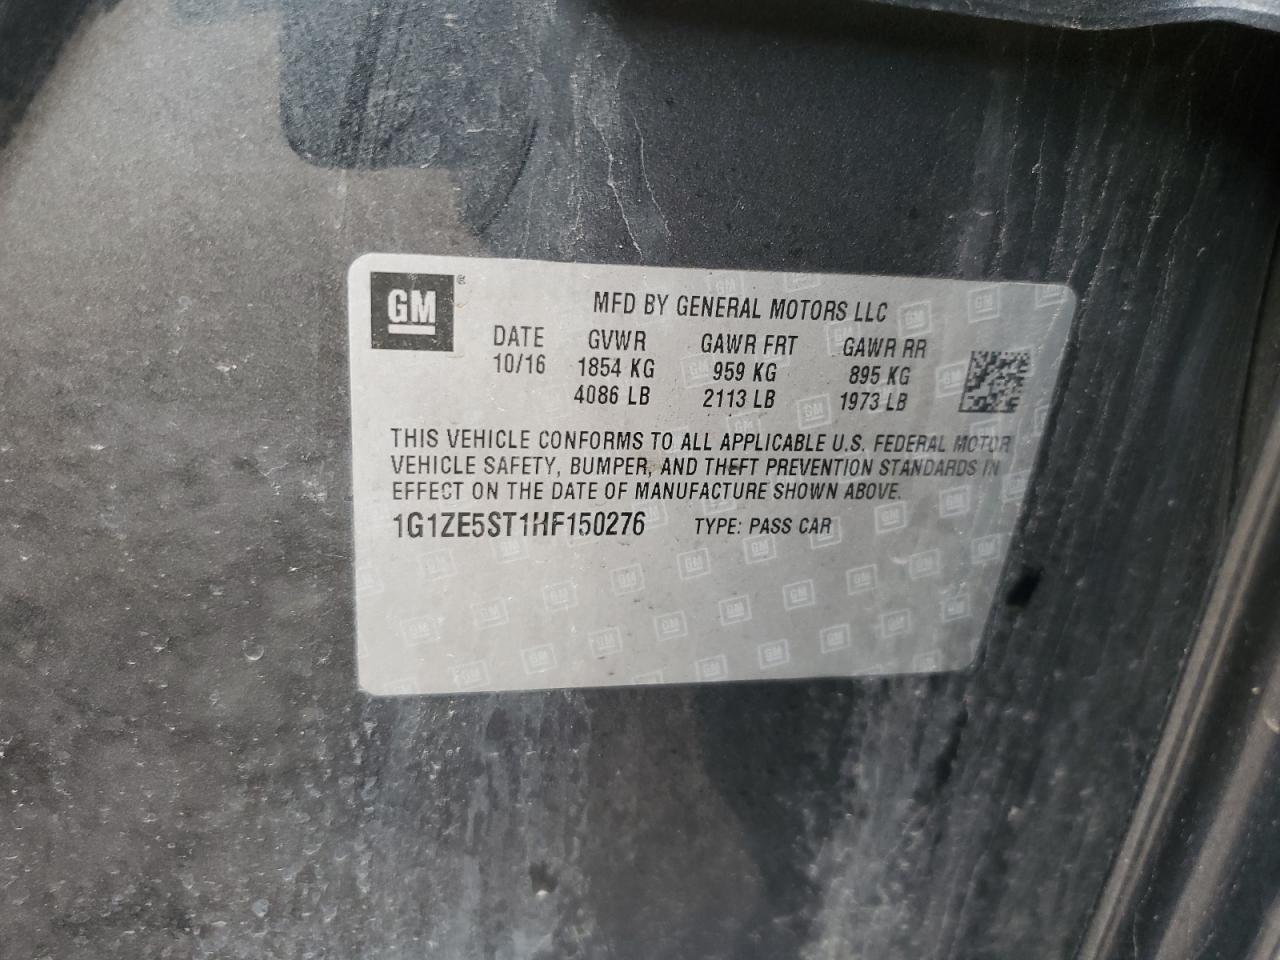 GM
MFD BY GENERAL MOTORS LLC
DATE GVWR GAWR FRT GAWR RR
10/16 1854 KG 959 KG 895 KG
4086 LB 2113 LB 1973 LB
THIS VEHICLE CONFORMS TO ALL APPLICABLE U.S. FEDERAL MOTOR
VEHICLE SAFETY, BUMPER, AND THEFT PREVENTION STANDARDS IN
EFFECT ON THE DATE OF MANUFACTURE SHOWN ABOVE.
1G1ZE5ST1HF150276 TYPE: PASS CAR